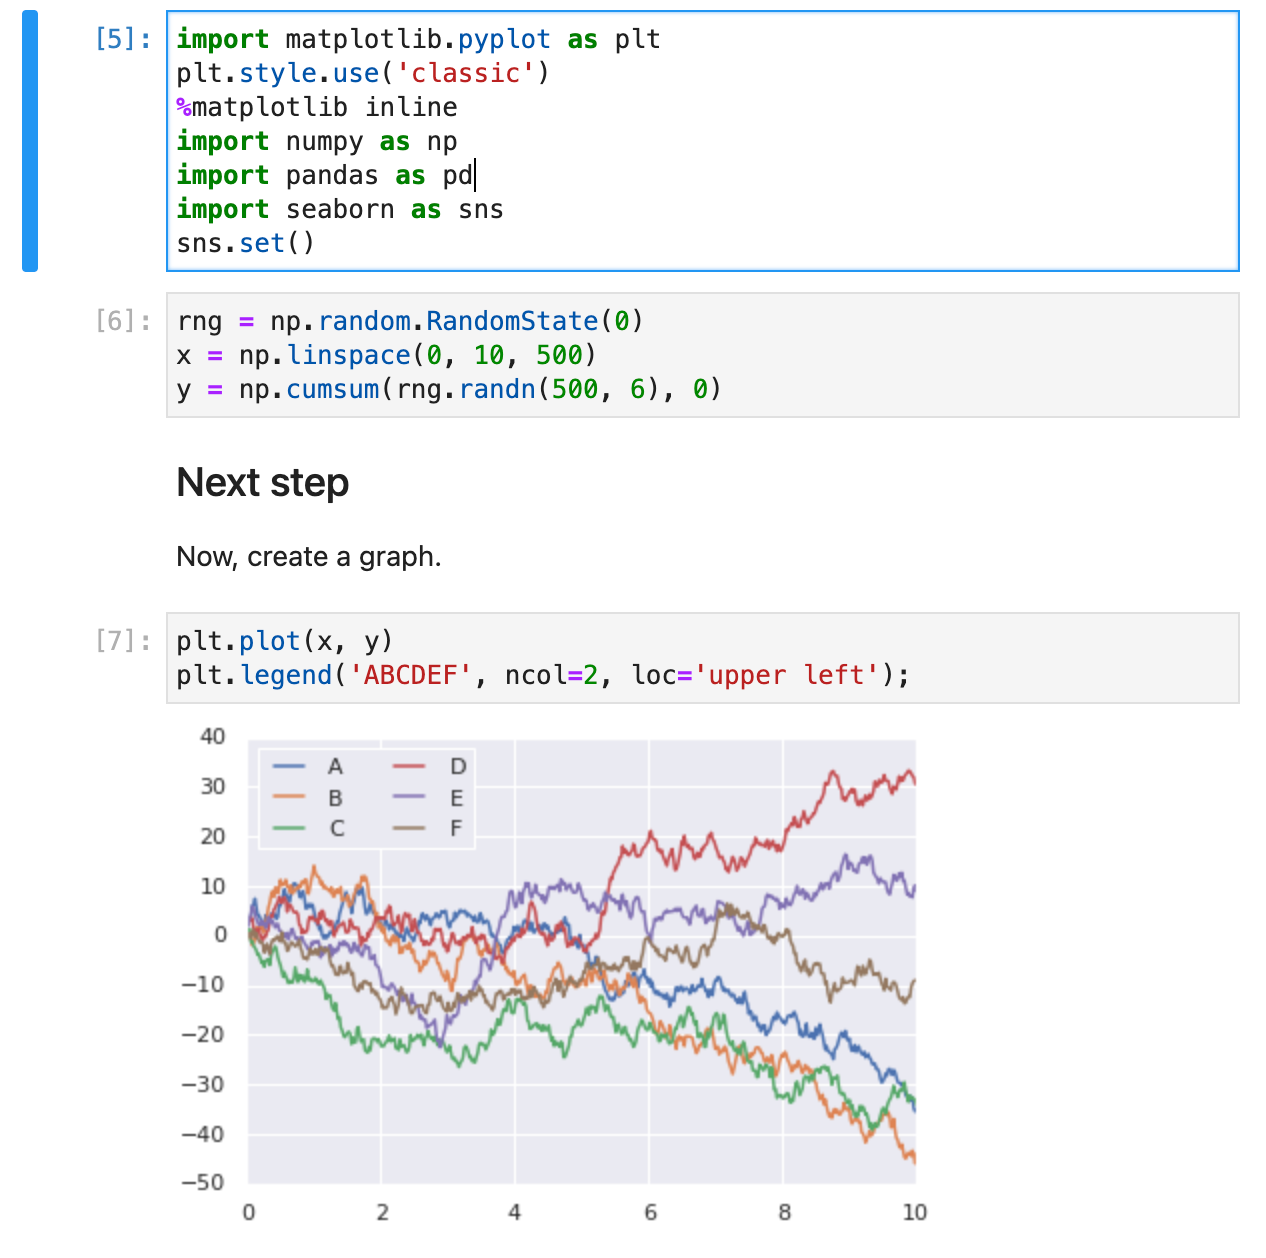 [5]: import matplotlib.pyplot as plt
plt.style.use('classic')
%matplotlib inline
import numpy as np
import pandas as pd
import seaborn as sns
sns.set()
[6]: rng = np.random.RandomState(0)
x = np.linspace(0, 10, 500)
y = np.cumsum(rng.randn(500, 6), 0)
Next step
Now, create a graph.
[7]: plt.plot(x, y)
plt.legend('ABCDEF', ncol=2, loc='upper left');
40
A D
30
B E
C F
20
10
0
−10
−20
−30
−40
−50
0 2 4 6 8 10